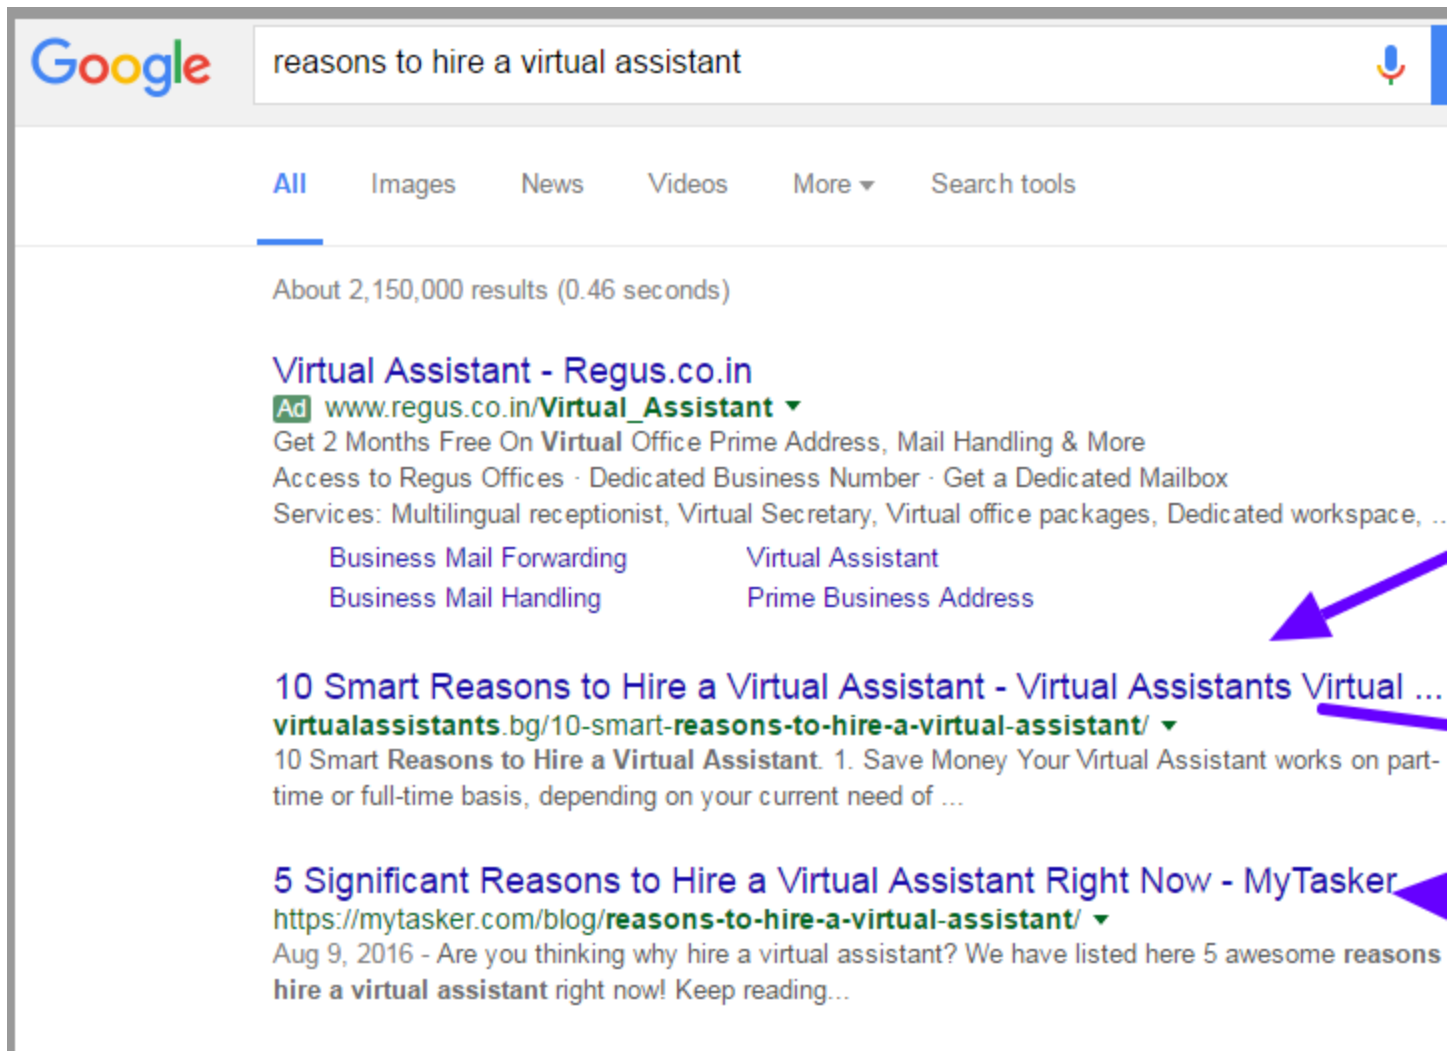 Google
reasons to hire a virtual assistant
All Images News Videos More Search tools
About 2,150,000 results (0.46 seconds)
Virtual Assistant - Regus.co.in
Ad www.regus.co.in/Virtual_Assistant
Get 2 Months Free On Virtual Office Prime Address, Mail Handling & More
Access to Regus Offices · Dedicated Business Number · Get a Dedicated Mailbox
Services: Multilingual receptionist, Virtual Secretary, Virtual office packages, Dedicated workspace, ..
Business Mail Forwarding Virtual Assistant
Business Mail Handling Prime Business Address
10 Smart Reasons to Hire a Virtual Assistant - Virtual Assistants Virtual ...
virtualassistants.bg/10-smart-reasons-to-hire-a-virtual-assistant/
10 Smart Reasons to Hire a Virtual Assistant. 1. Save Money Your Virtual Assistant works on part-
time or full-time basis, depending on your current need of ...
5 Significant Reasons to Hire a Virtual Assistant Right Now - MyTasker
https://mytasker.com/blog/reasons-to-hire-a-virtual-assistant/
Aug 9, 2016 - Are you thinking why hire a virtual assistant? We have listed here 5 awesome reasons
hire a virtual assistant right now! Keep reading...